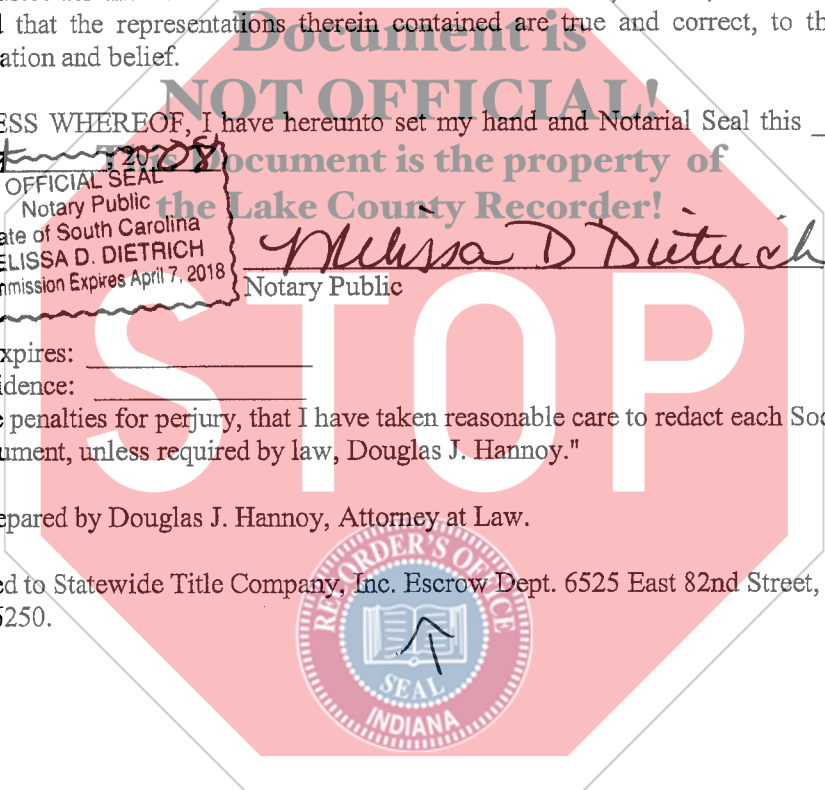 Document is
that the representations therein contained are true and correct, to
ation and belief.
NOT OFFICIAL!
ESS WHEREOF, I have hereunto set my hand and Notarial Seal this
, 2008
This Document is the property of
the Lake County Recorder!
OFFICIAL SEAL
Notary Public
ate of South Carolina
ELISSA D. DIETRICH
mmission Expires April 7, 2018
Melissa D Dietrich
Notary Public
STOP
xpires:
idence:
penalties for perjury, that I have taken reasonable care to redact each Soc
ument, unless required by law, Douglas J. Hannoy."
epared by Douglas J. Hannoy, Attorney at Law.
ed to Statewide Title Company, Inc. Escrow Dept. 6525 East 82nd Street,
5250.
RECORDER'S OFFICE
SEAL
INDIANA